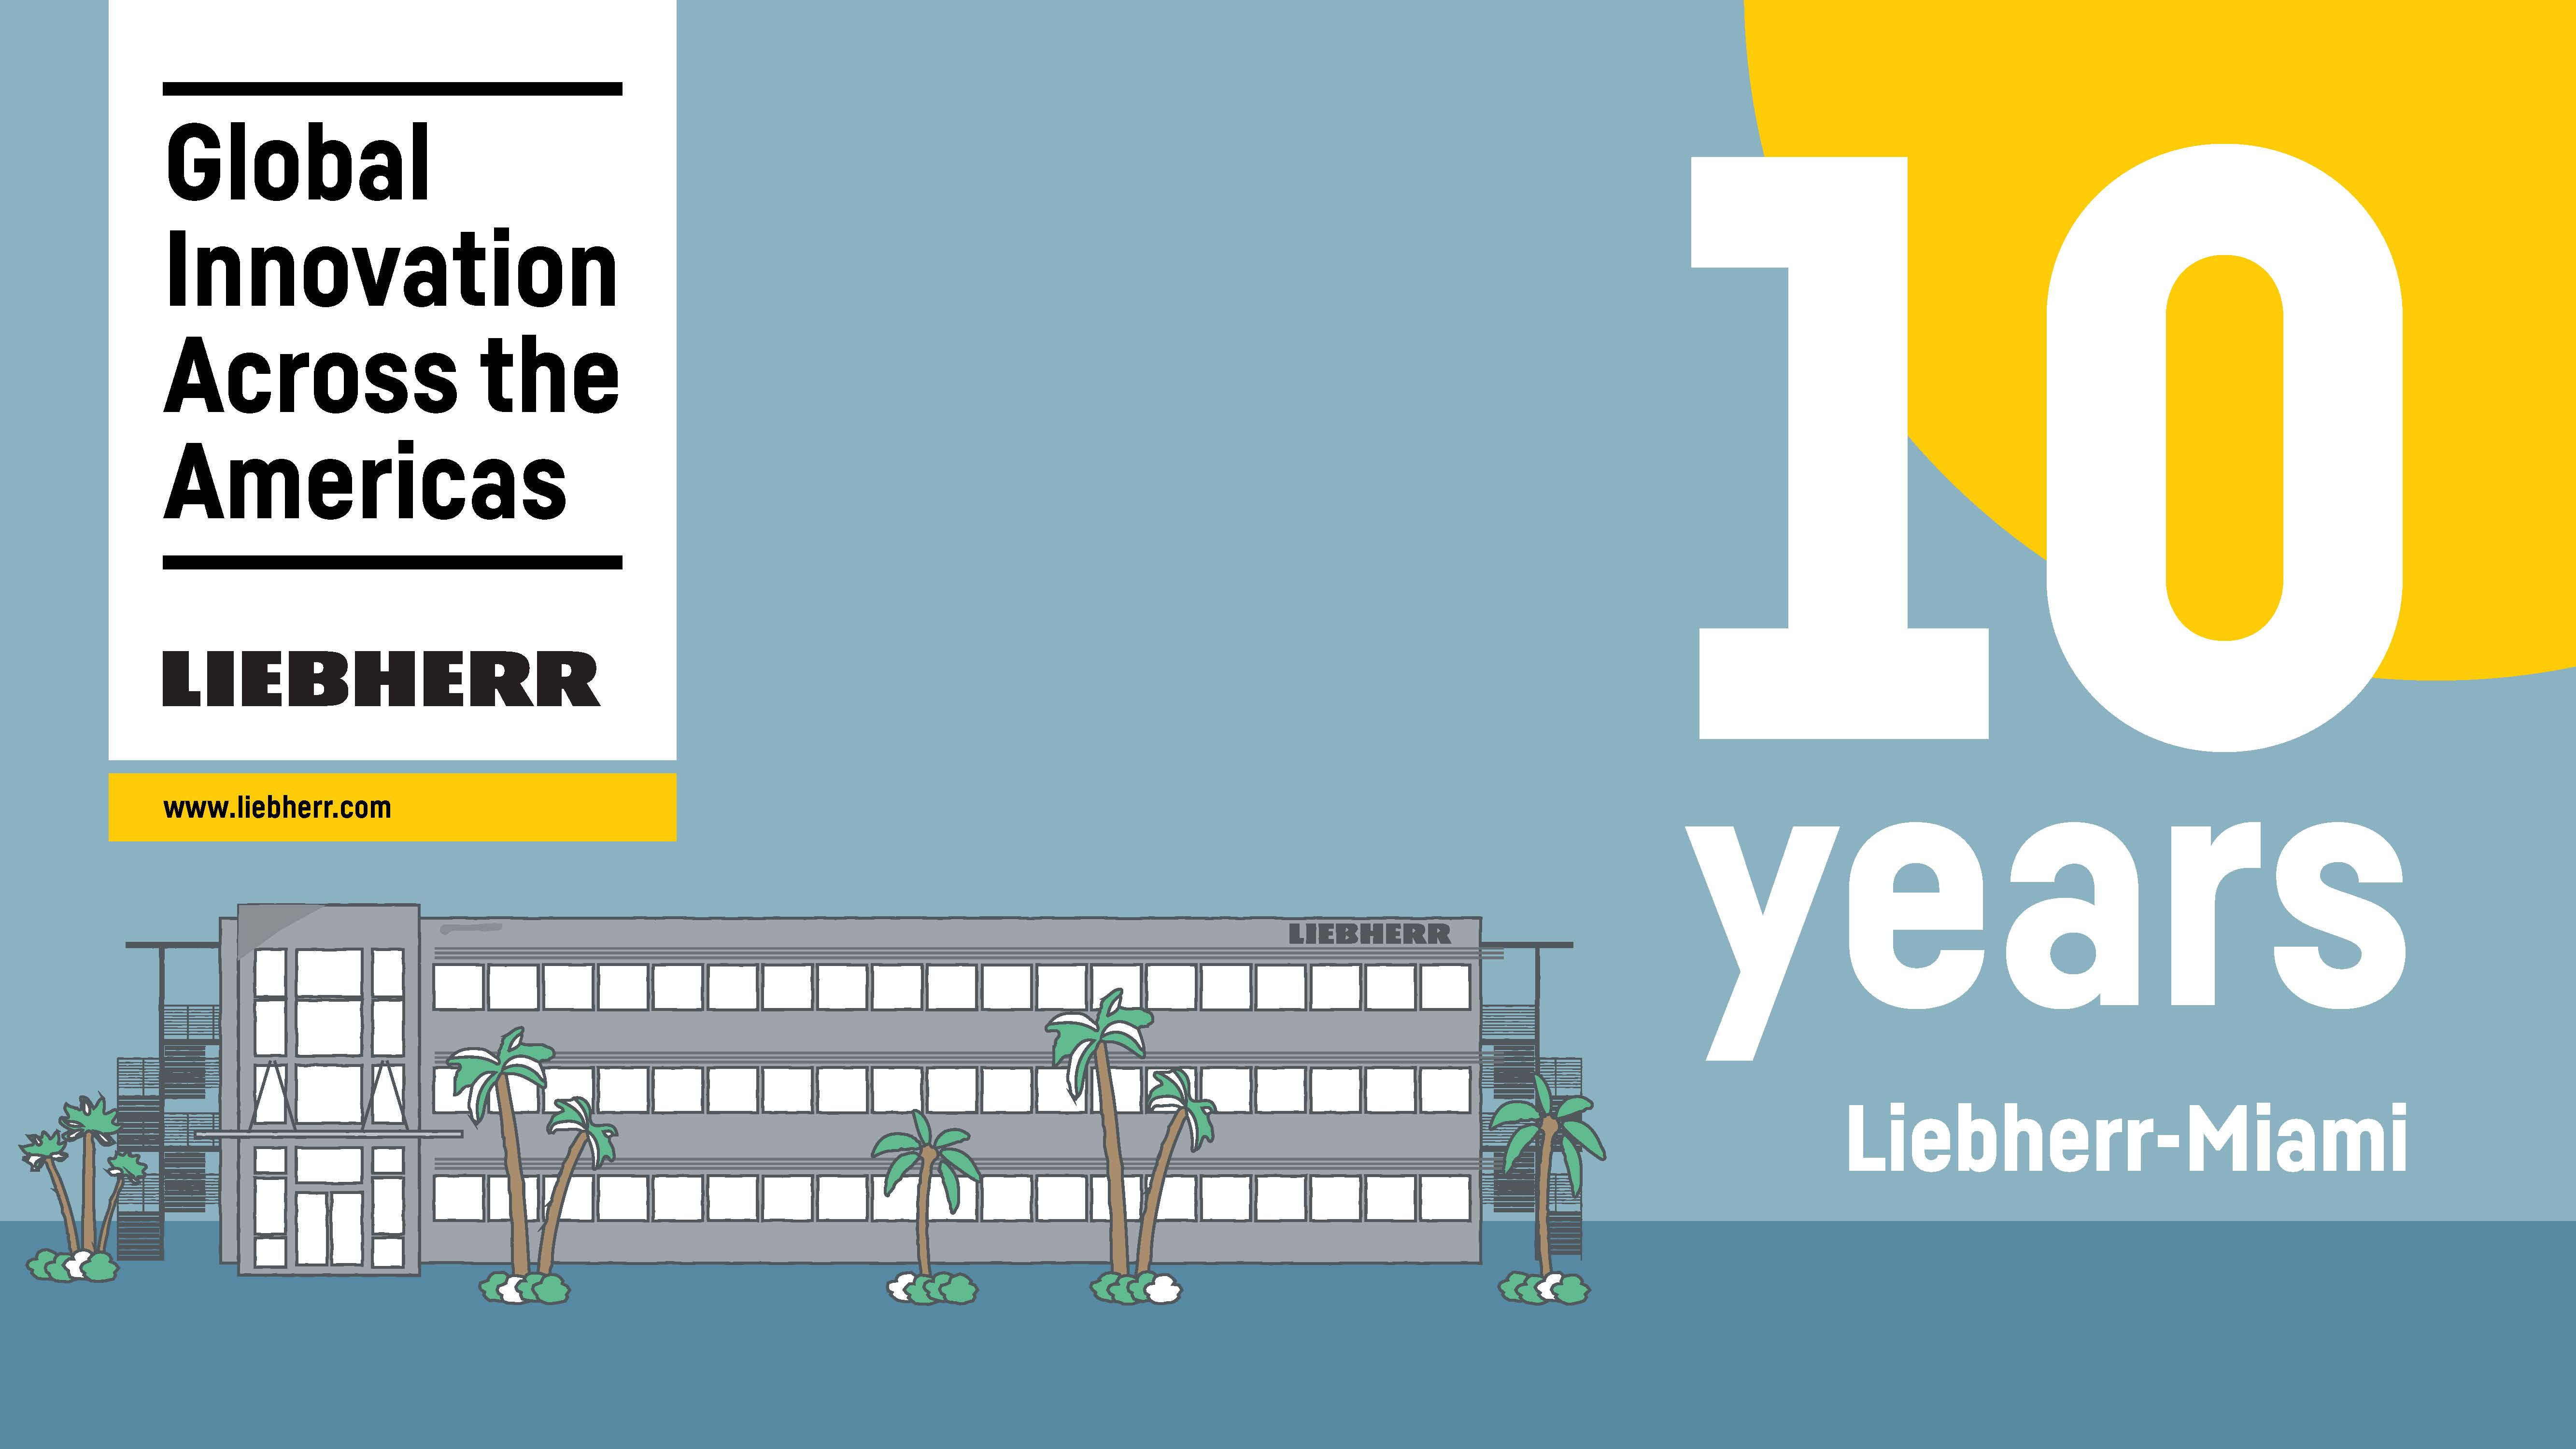 Global
Innovation
Across the
Americas
LIEBHERR
www.liebherr.com
10
years
Liebherr-Miami
LIEBHERR